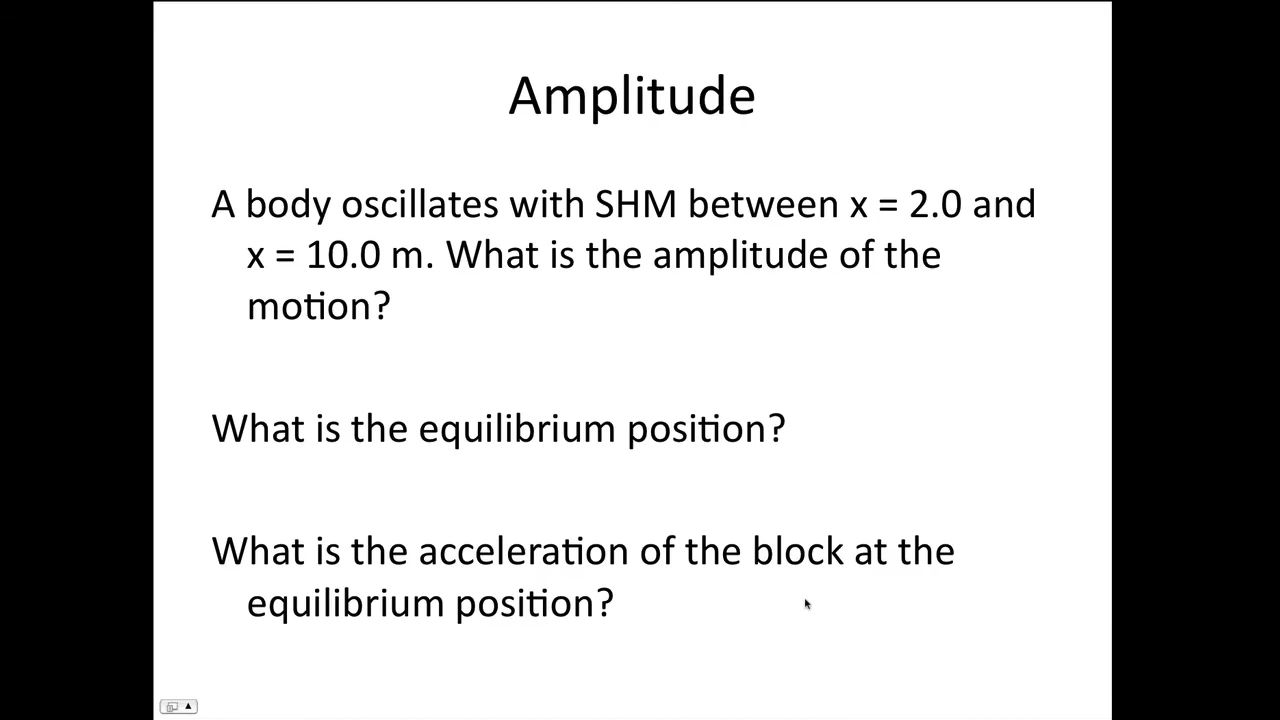 Amplitude
A body oscillates with SHM between x = 2.0 and
x = 10.0 m. What is the amplitude of the
motion?
What is the equilibrium position?
What is the acceleration of the block at the
equilibrium position?